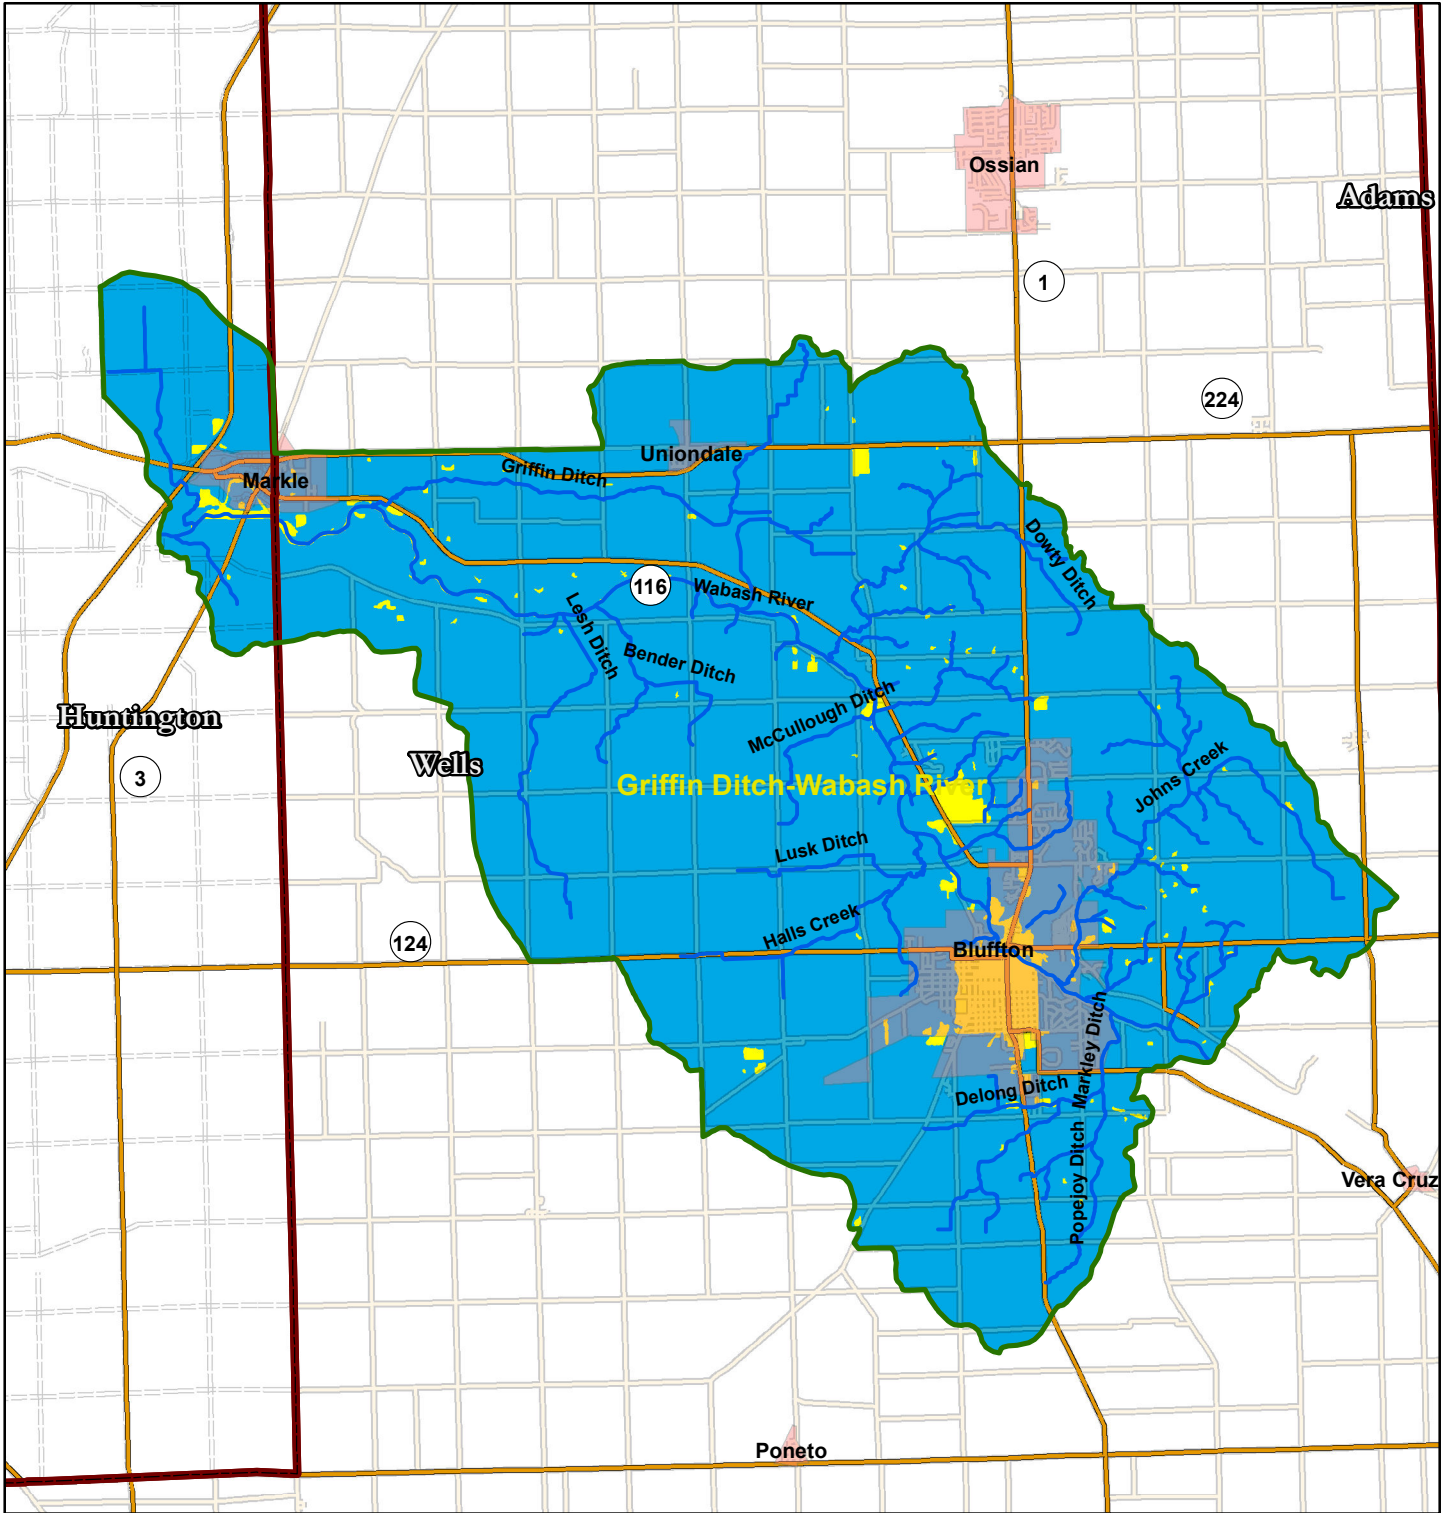 Ossian
Adams
1
224
Uniondale
Griffin Ditch
Markle
Dowty Ditch
116
Wabash River
Lesh Ditch
Bender Ditch
McCullough Ditch
Huntington
3
Wells
Griffin Ditch-Wabash River
Johns Creek
Lusk Ditch
Halls Creek
124
Bluffton
Markley Ditch
Delong Ditch
Popejoy Ditch
Vera Cruz
Poneto